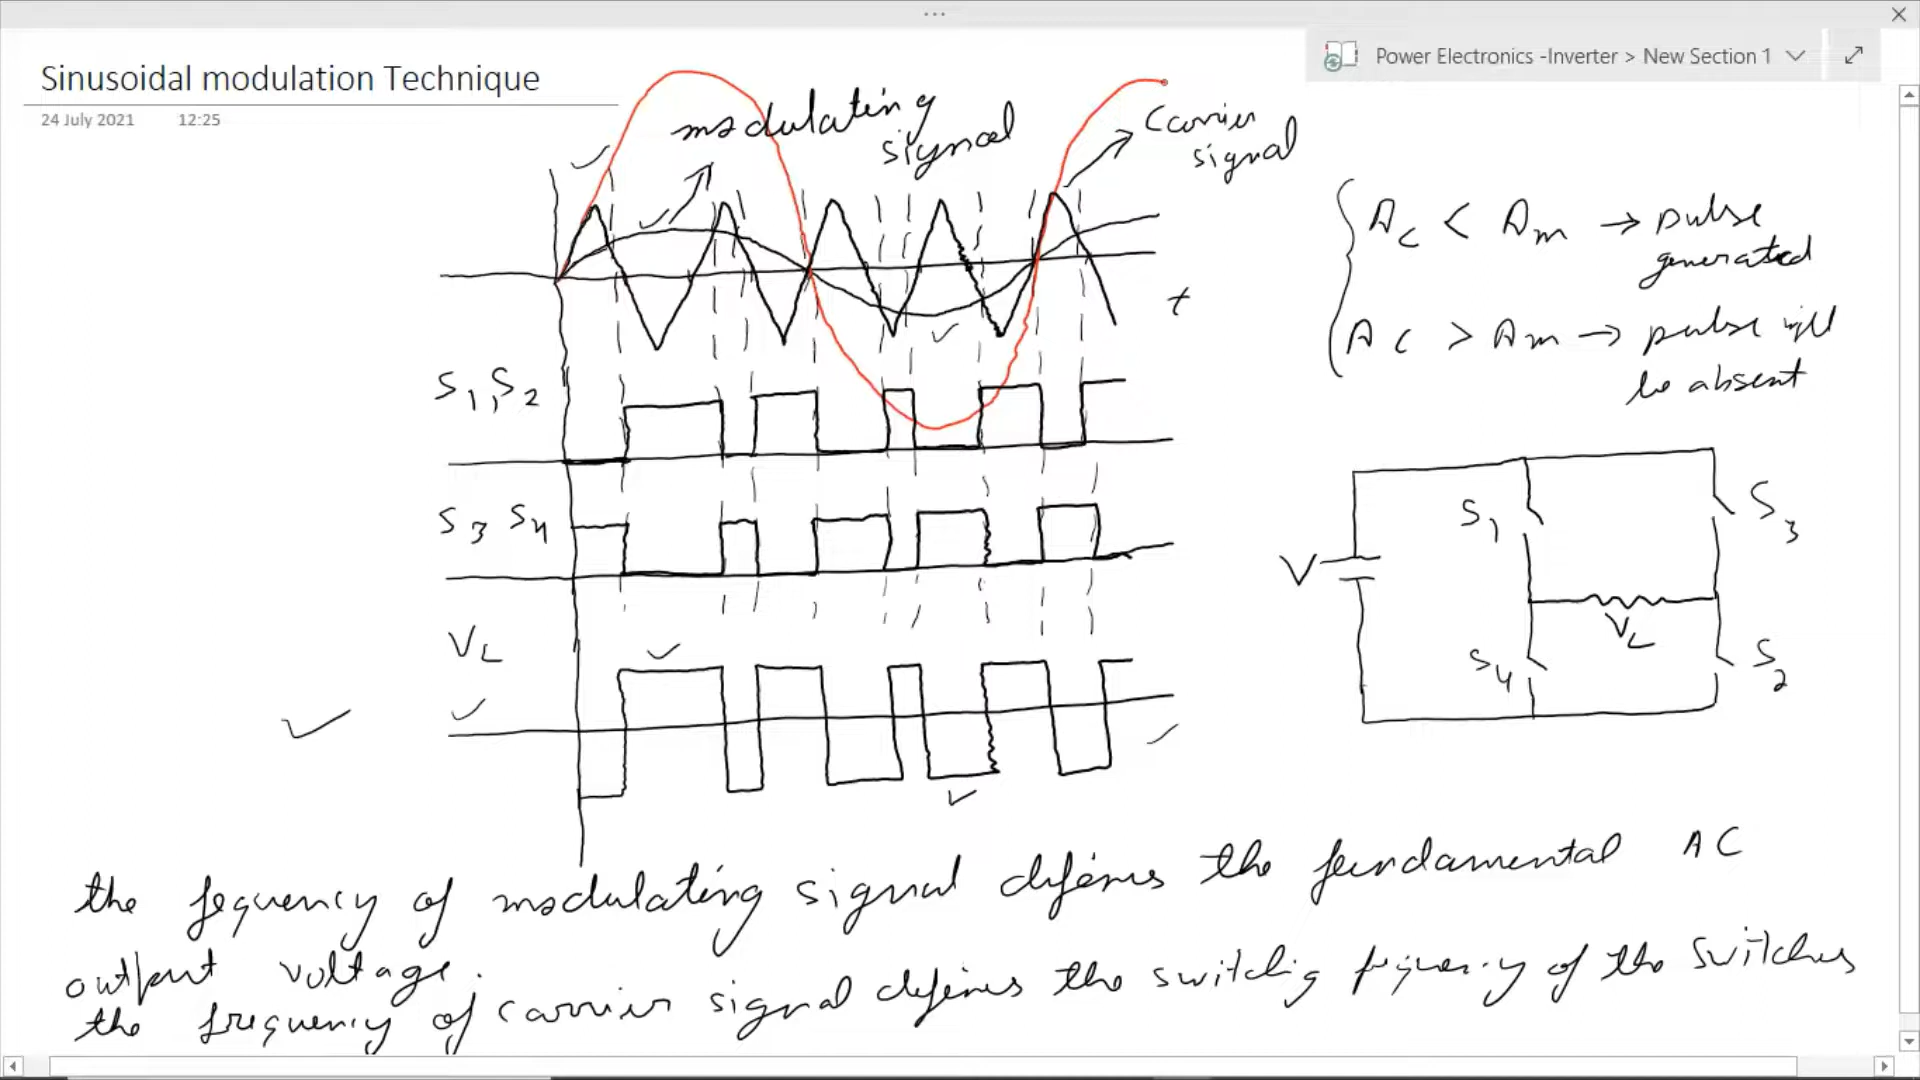 Power Electronics -Inverter > New Section 1
Sinusoidal modulation Technique
24 July 2021 12:25
modulating
signal
Carrier
signal
Ac < Am → pulse
generated
Ac > Am → pulse will
be absent
t
S1, S2
S3 S4
VL
V
S1
S3
VL
S4
S2
the fequency of modulating signal defines the fundamental AC
output voltage.
the frequency of carrier signal defines the switching frequency of the switches